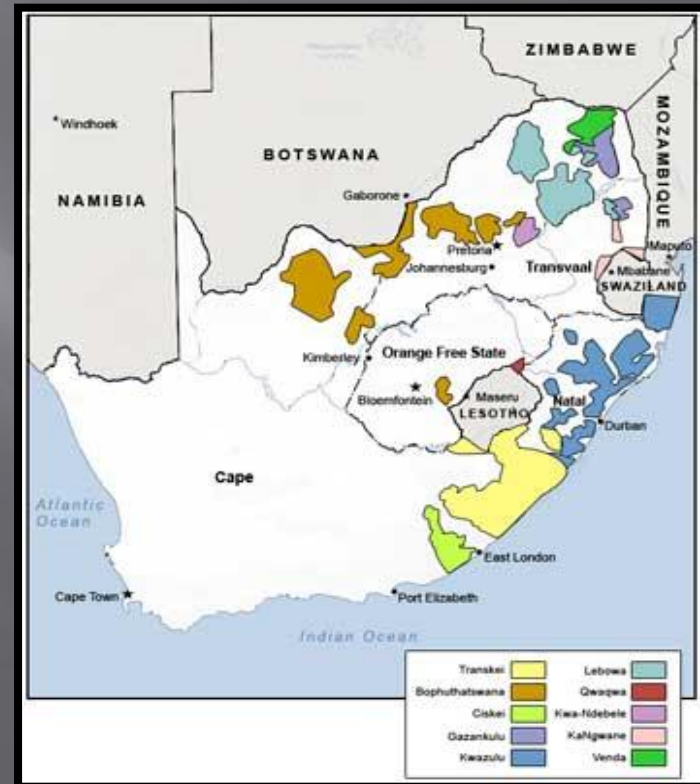 ZIMBABWE
Windhoek
BOTSWANA
MOZAMBIQUE
NAMIBIA
Gaborone
Pretoria
Johannesburg
Transvaal
Maputo
Mbabane
SWAZILAND
Kimberley
Orange Free State
Bloemfontein
Maseru
LESOTHO
Natal
Durban
Cape
Atlantic
Ocean
East London
Cape Town
Port Elizabeth
Indian Ocean
Transkei
Lebowa
Bophuthatswana
Qwaqwa
Ciskei
Kwa-Ndebele
Gazankulu
KaNgwane
Kwazulu
Venda